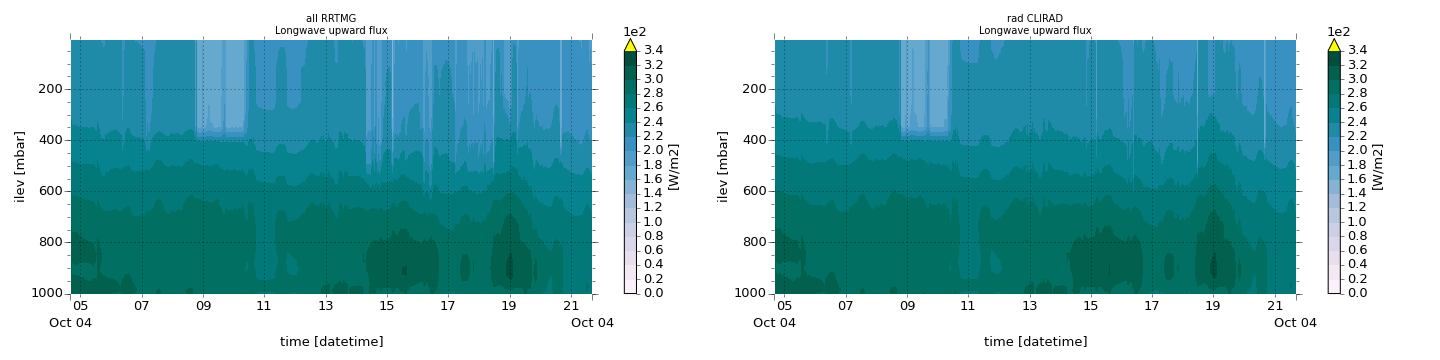 all RRTMG
Longwave upward flux
1e2
200
400
600
800
1000
ilev [mbar]
05 07 09 11 13 15 17 19 21
Oct 04 Oct 04
time [datetime]
3.4
3.2
3.0
2.8
2.6
2.4
2.2
2.0
1.8
1.6
1.4
1.2
1.0
0.8
0.6
0.4
0.2
0.0
[W/m2]
rad CLIRAD
Longwave upward flux
1e2
200
400
600
800
1000
ilev [mbar]
05 07 09 11 13 15 17 19 21
Oct 04 Oct 04
time [datetime]
3.4
3.2
3.0
2.8
2.6
2.4
2.2
2.0
1.8
1.6
1.4
1.2
1.0
0.8
0.6
0.4
0.2
0.0
[W/m2]